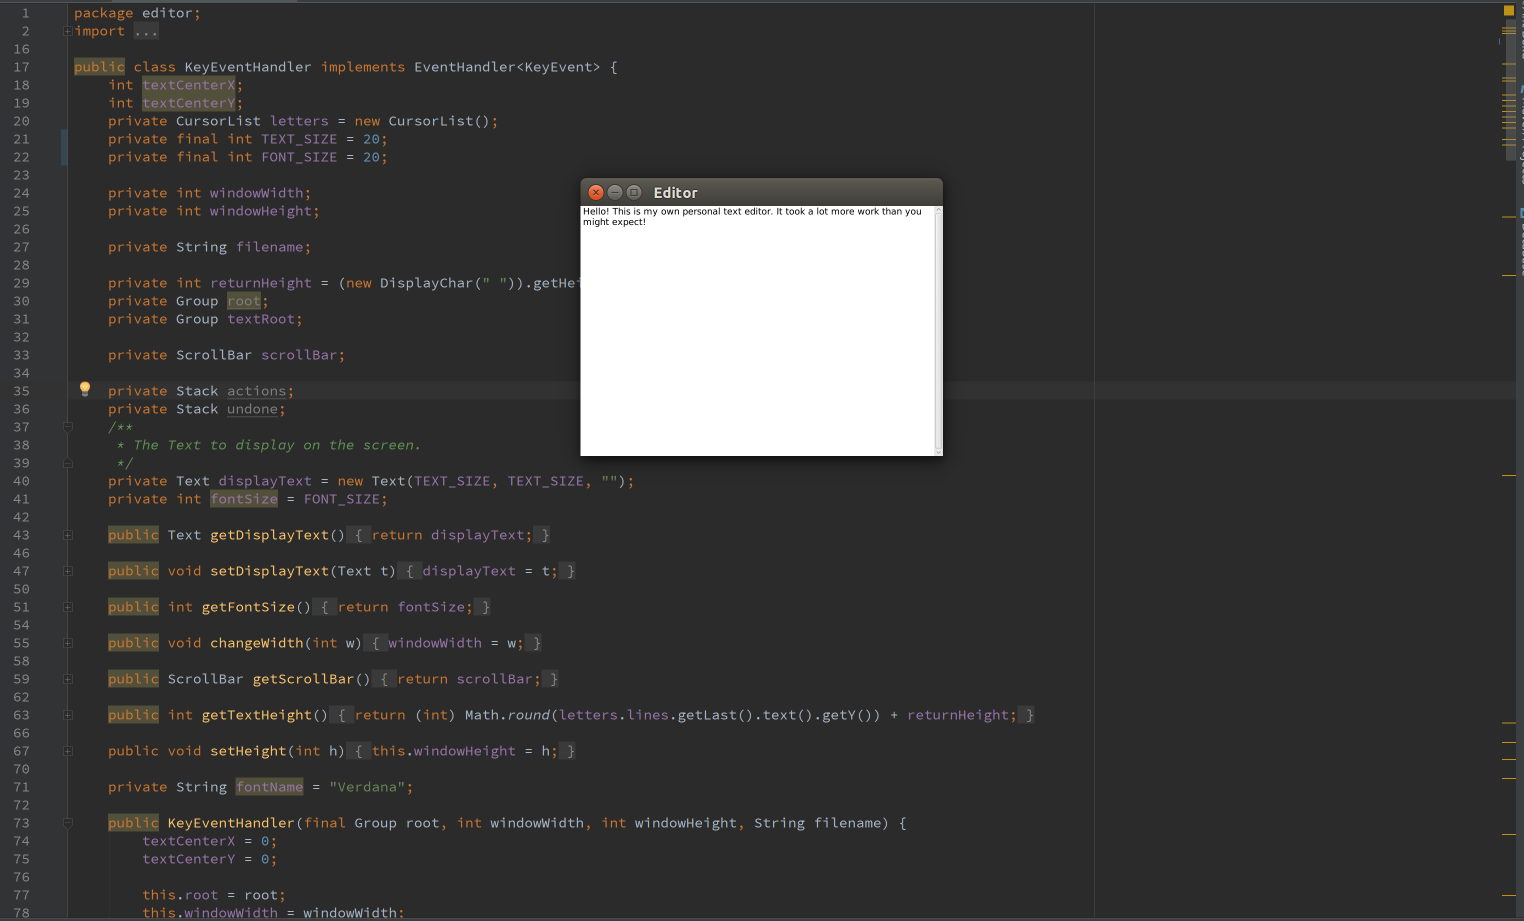 1 package editor;
2 import ...
16
17 public class KeyEventHandler implements EventHandler<KeyEvent> {
18 int textCenterX;
19 int textCenterY;
20 private CursorList letters = new CursorList();
21 private final int TEXT_SIZE = 20;
22 private final int FONT_SIZE = 20;
23
24 private int windowWidth;
25 private int windowHeight;
26
27 private String filename;
28
29 private int returnHeight = (new DisplayChar(" ")).getHei
30 private Group root;
31 private Group textRoot;
32
33 private ScrollBar scrollBar;
34
35 private Stack actions;
36 private Stack undone;
37 /**
38 * The Text to display on the screen.
39 */
40 private Text displayText = new Text(TEXT_SIZE, TEXT_SIZE, "");
41 private int fontSize = FONT_SIZE;
42
43 public Text getDisplayText() { return displayText; }
46
47 public void setDisplayText(Text t) { displayText = t; }
50
51 public int getFontSize() { return fontSize; }
54
55 public void changeWidth(int w) { windowWidth = w; }
58
59 public ScrollBar getScrollBar() { return scrollBar; }
62
63 public int getTextHeight() { return (int) Math.round(letters.lines.getLast().text().getY()) + returnHeight; }
66
67 public void setHeight(int h) { this.windowHeight = h; }
70
71 private String fontName = "Verdana";
72
73 public KeyEventHandler(final Group root, int windowWidth, int windowHeight, String filename) {
74 textCenterX = 0;
75 textCenterY = 0;
76
77 this.root = root;
78 this.windowWidth = windowWidth;
Editor
Hello! This is my own personal text editor. It took a lot more work than you
might expect!